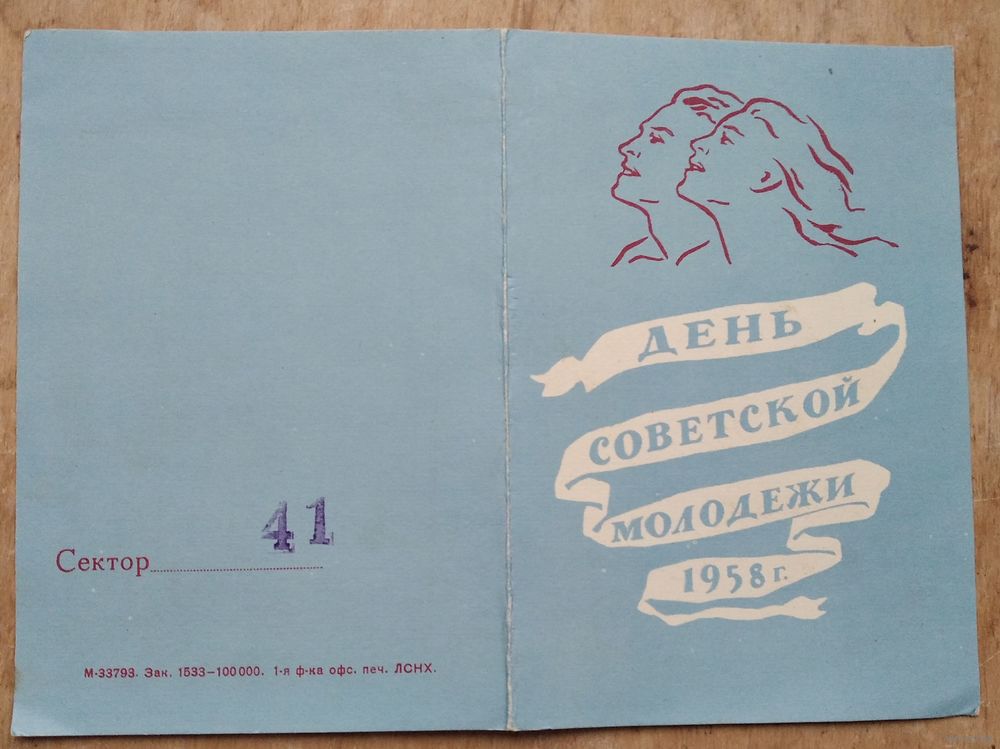 Сектор 41
М-33793. Зак. 1533–100000. 1-я ф-ка офс. печ. ЛСНХ.
ДЕНЬ
СОВЕТСКОЙ
МОЛОДЕЖИ
1958 г.